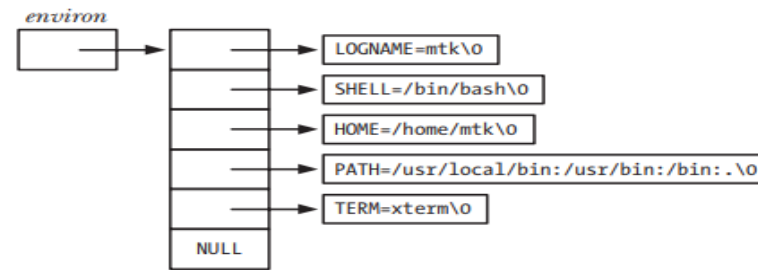 environ
LOGNAME=mtk\0
SHELL=/bin/bash\0
HOME=/home/mtk\0
PATH=/usr/local/bin:/usr/bin:/bin:.\0
TERM=xterm\0
NULL